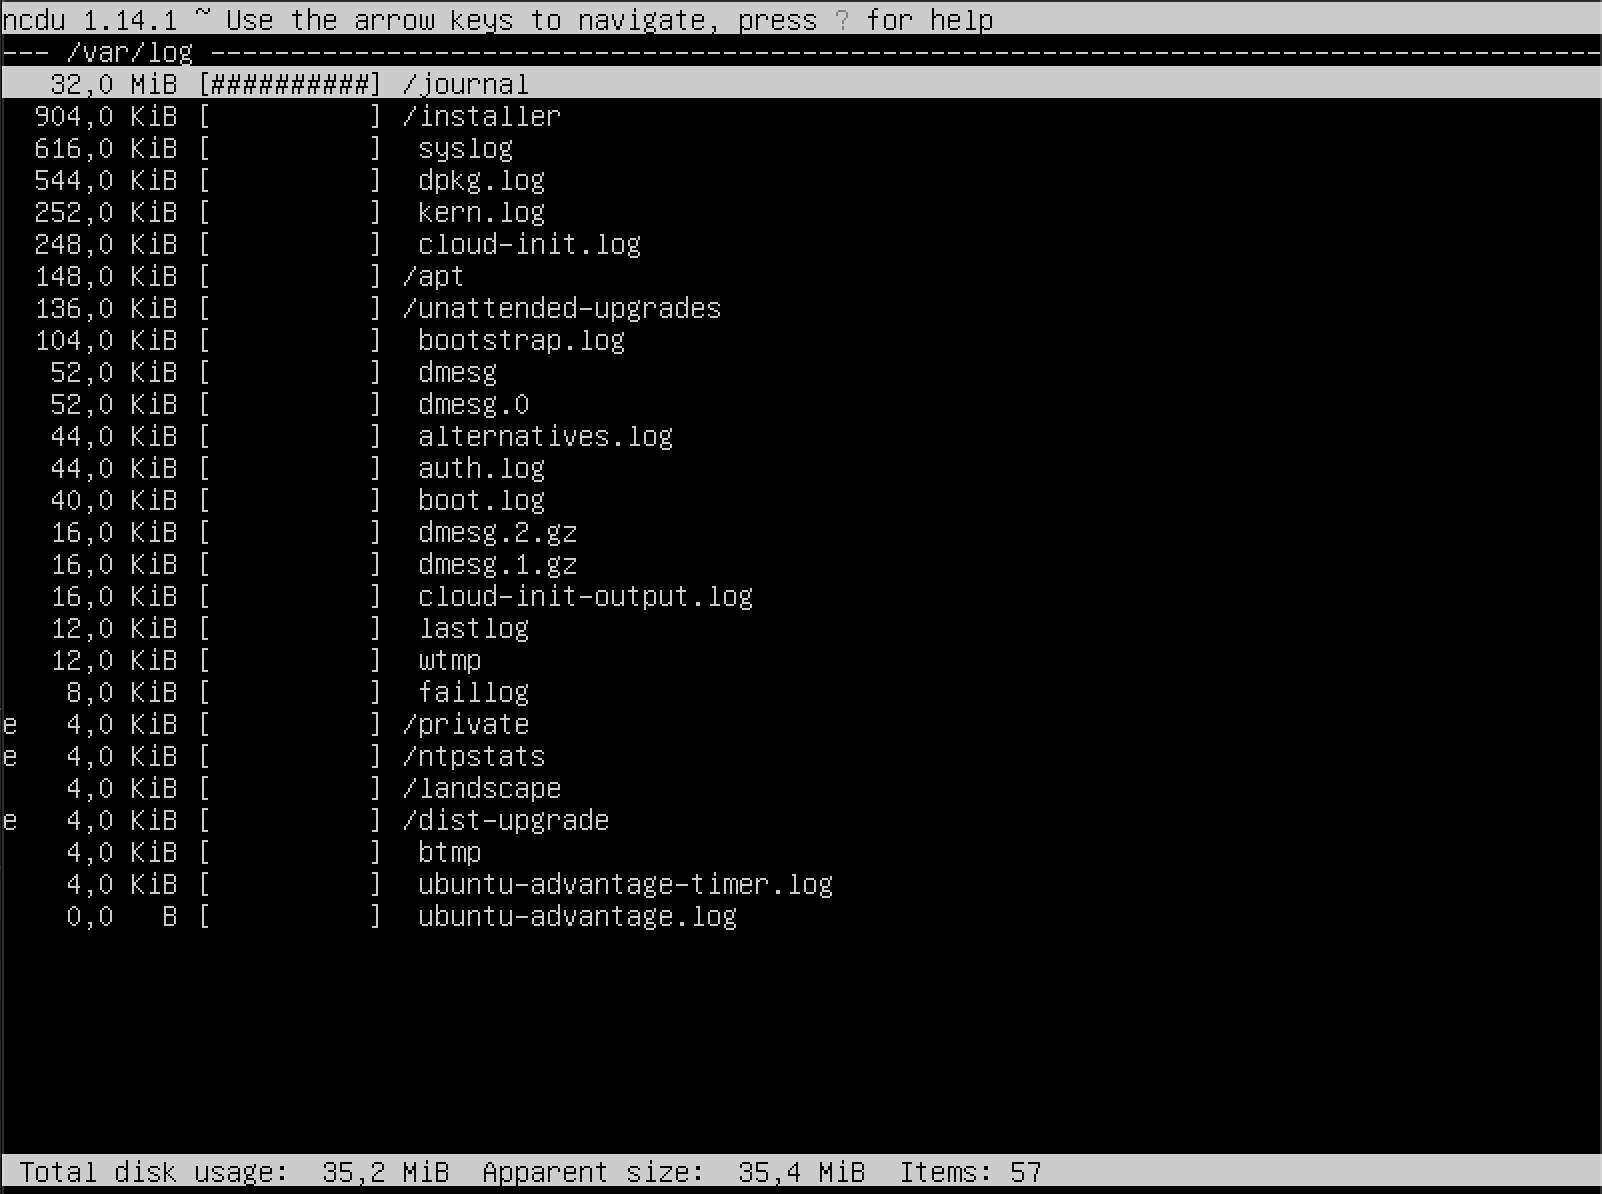 ncdu 1.14.1 ~ Use the arrow keys to navigate, press ? for help
--- /var/log ---------------------------------------------------------------------------------------
   32,0 MiB [##########] /journal
  904,0 KiB [          ] /installer
  616,0 KiB [          ]  syslog
  544,0 KiB [          ]  dpkg.log
  252,0 KiB [          ]  kern.log
  248,0 KiB [          ]  cloud-init.log
  148,0 KiB [          ] /apt
  136,0 KiB [          ] /unattended-upgrades
  104,0 KiB [          ]  bootstrap.log
   52,0 KiB [          ]  dmesg
   52,0 KiB [          ]  dmesg.0
   44,0 KiB [          ]  alternatives.log
   44,0 KiB [          ]  auth.log
   40,0 KiB [          ]  boot.log
   16,0 KiB [          ]  dmesg.2.gz
   16,0 KiB [          ]  dmesg.1.gz
   16,0 KiB [          ]  cloud-init-output.log
   12,0 KiB [          ]  lastlog
   12,0 KiB [          ]  wtmp
    8,0 KiB [          ]  faillog
e   4,0 KiB [          ] /private
e   4,0 KiB [          ] /ntpstats
    4,0 KiB [          ] /landscape
e   4,0 KiB [          ] /dist-upgrade
    4,0 KiB [          ]  btmp
    4,0 KiB [          ]  ubuntu-advantage-timer.log
    0,0   B [          ]  ubuntu-advantage.log
 Total disk usage:  35,2 MiB  Apparent size:  35,4 MiB  Items: 57